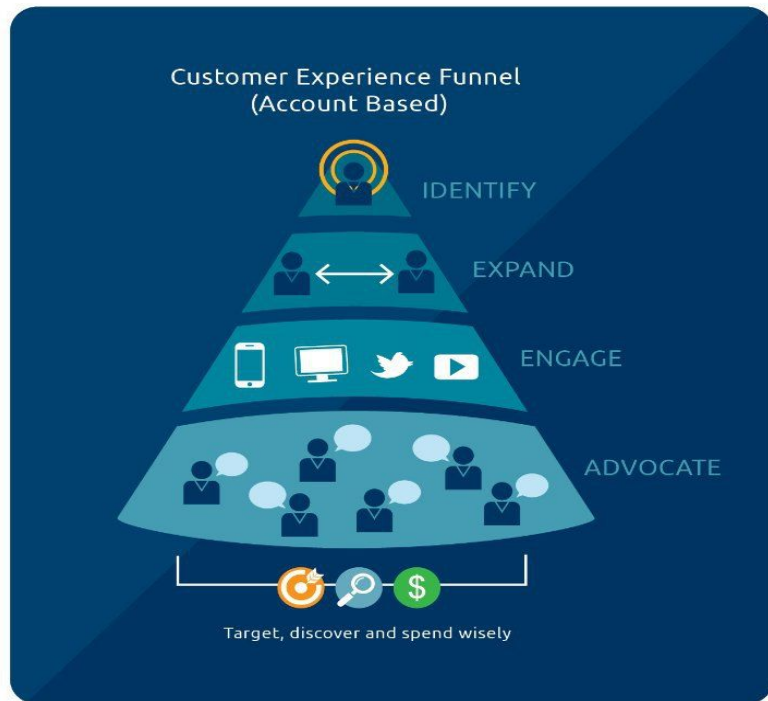 Customer Experience Funnel
(Account Based)
IDENTIFY
EXPAND
ENGAGE
ADVOCATE
$
Target, discover and spend wisely